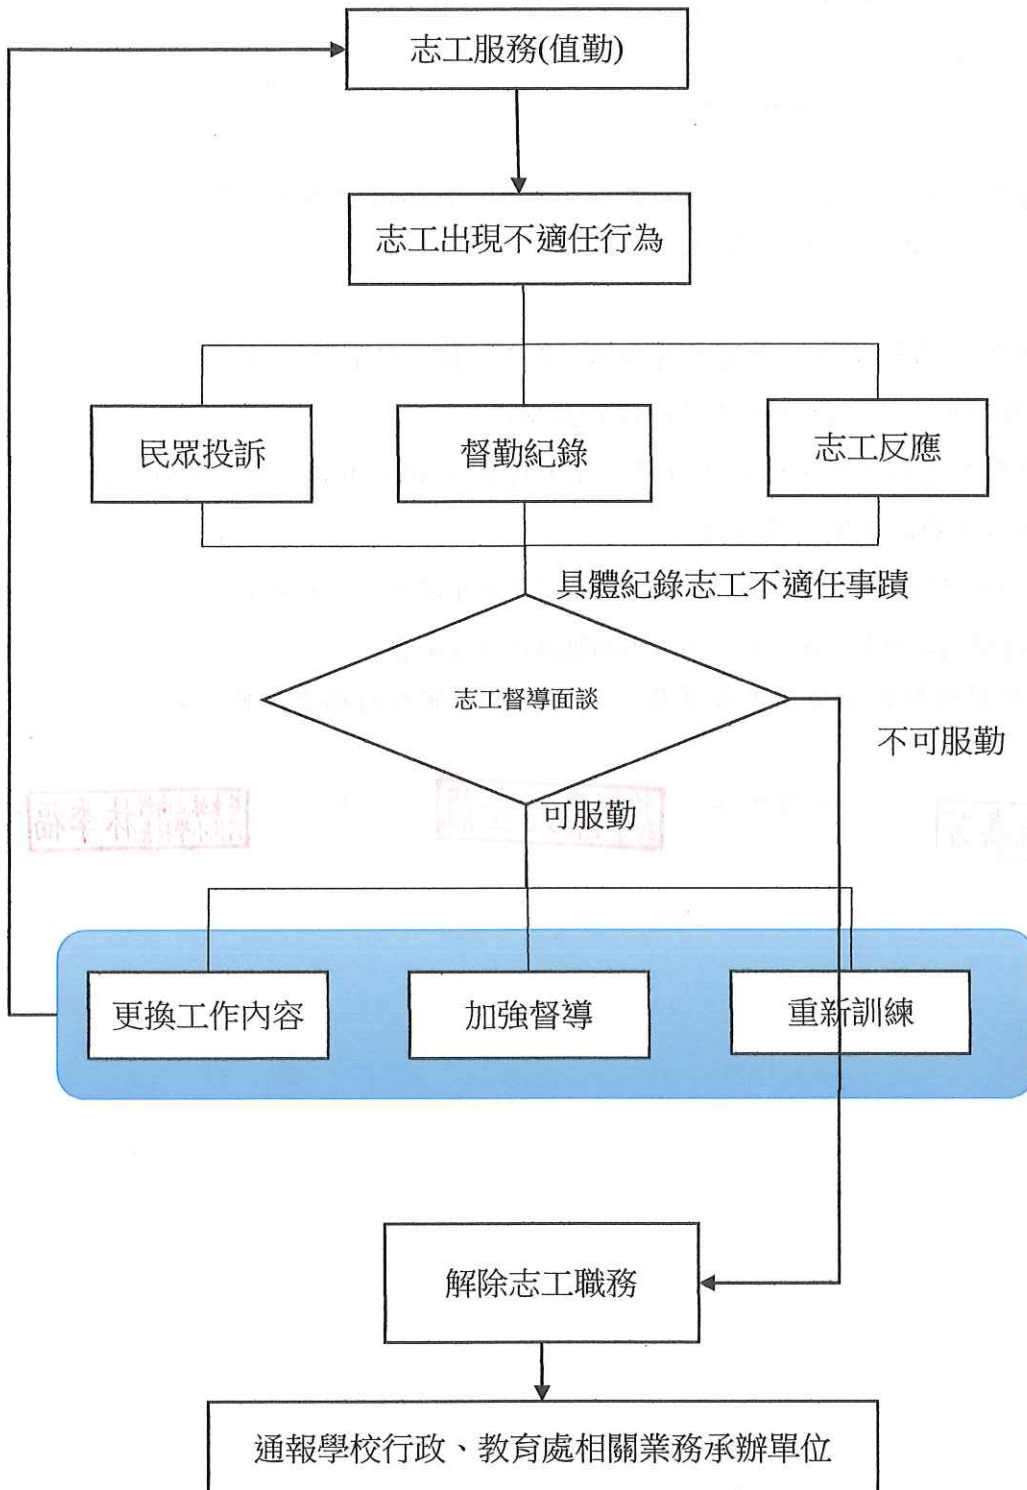 志工服務(值勤)
志工出現不適任行為
民眾投訴
督勤紀錄
志工反應
具體紀錄志工不適任事蹟
志工督導面談
不可服勤
可服勤
更換工作內容
加強督導
重新訓練
解除志工職務
通報學校行政、教育處相關業務承辦單位